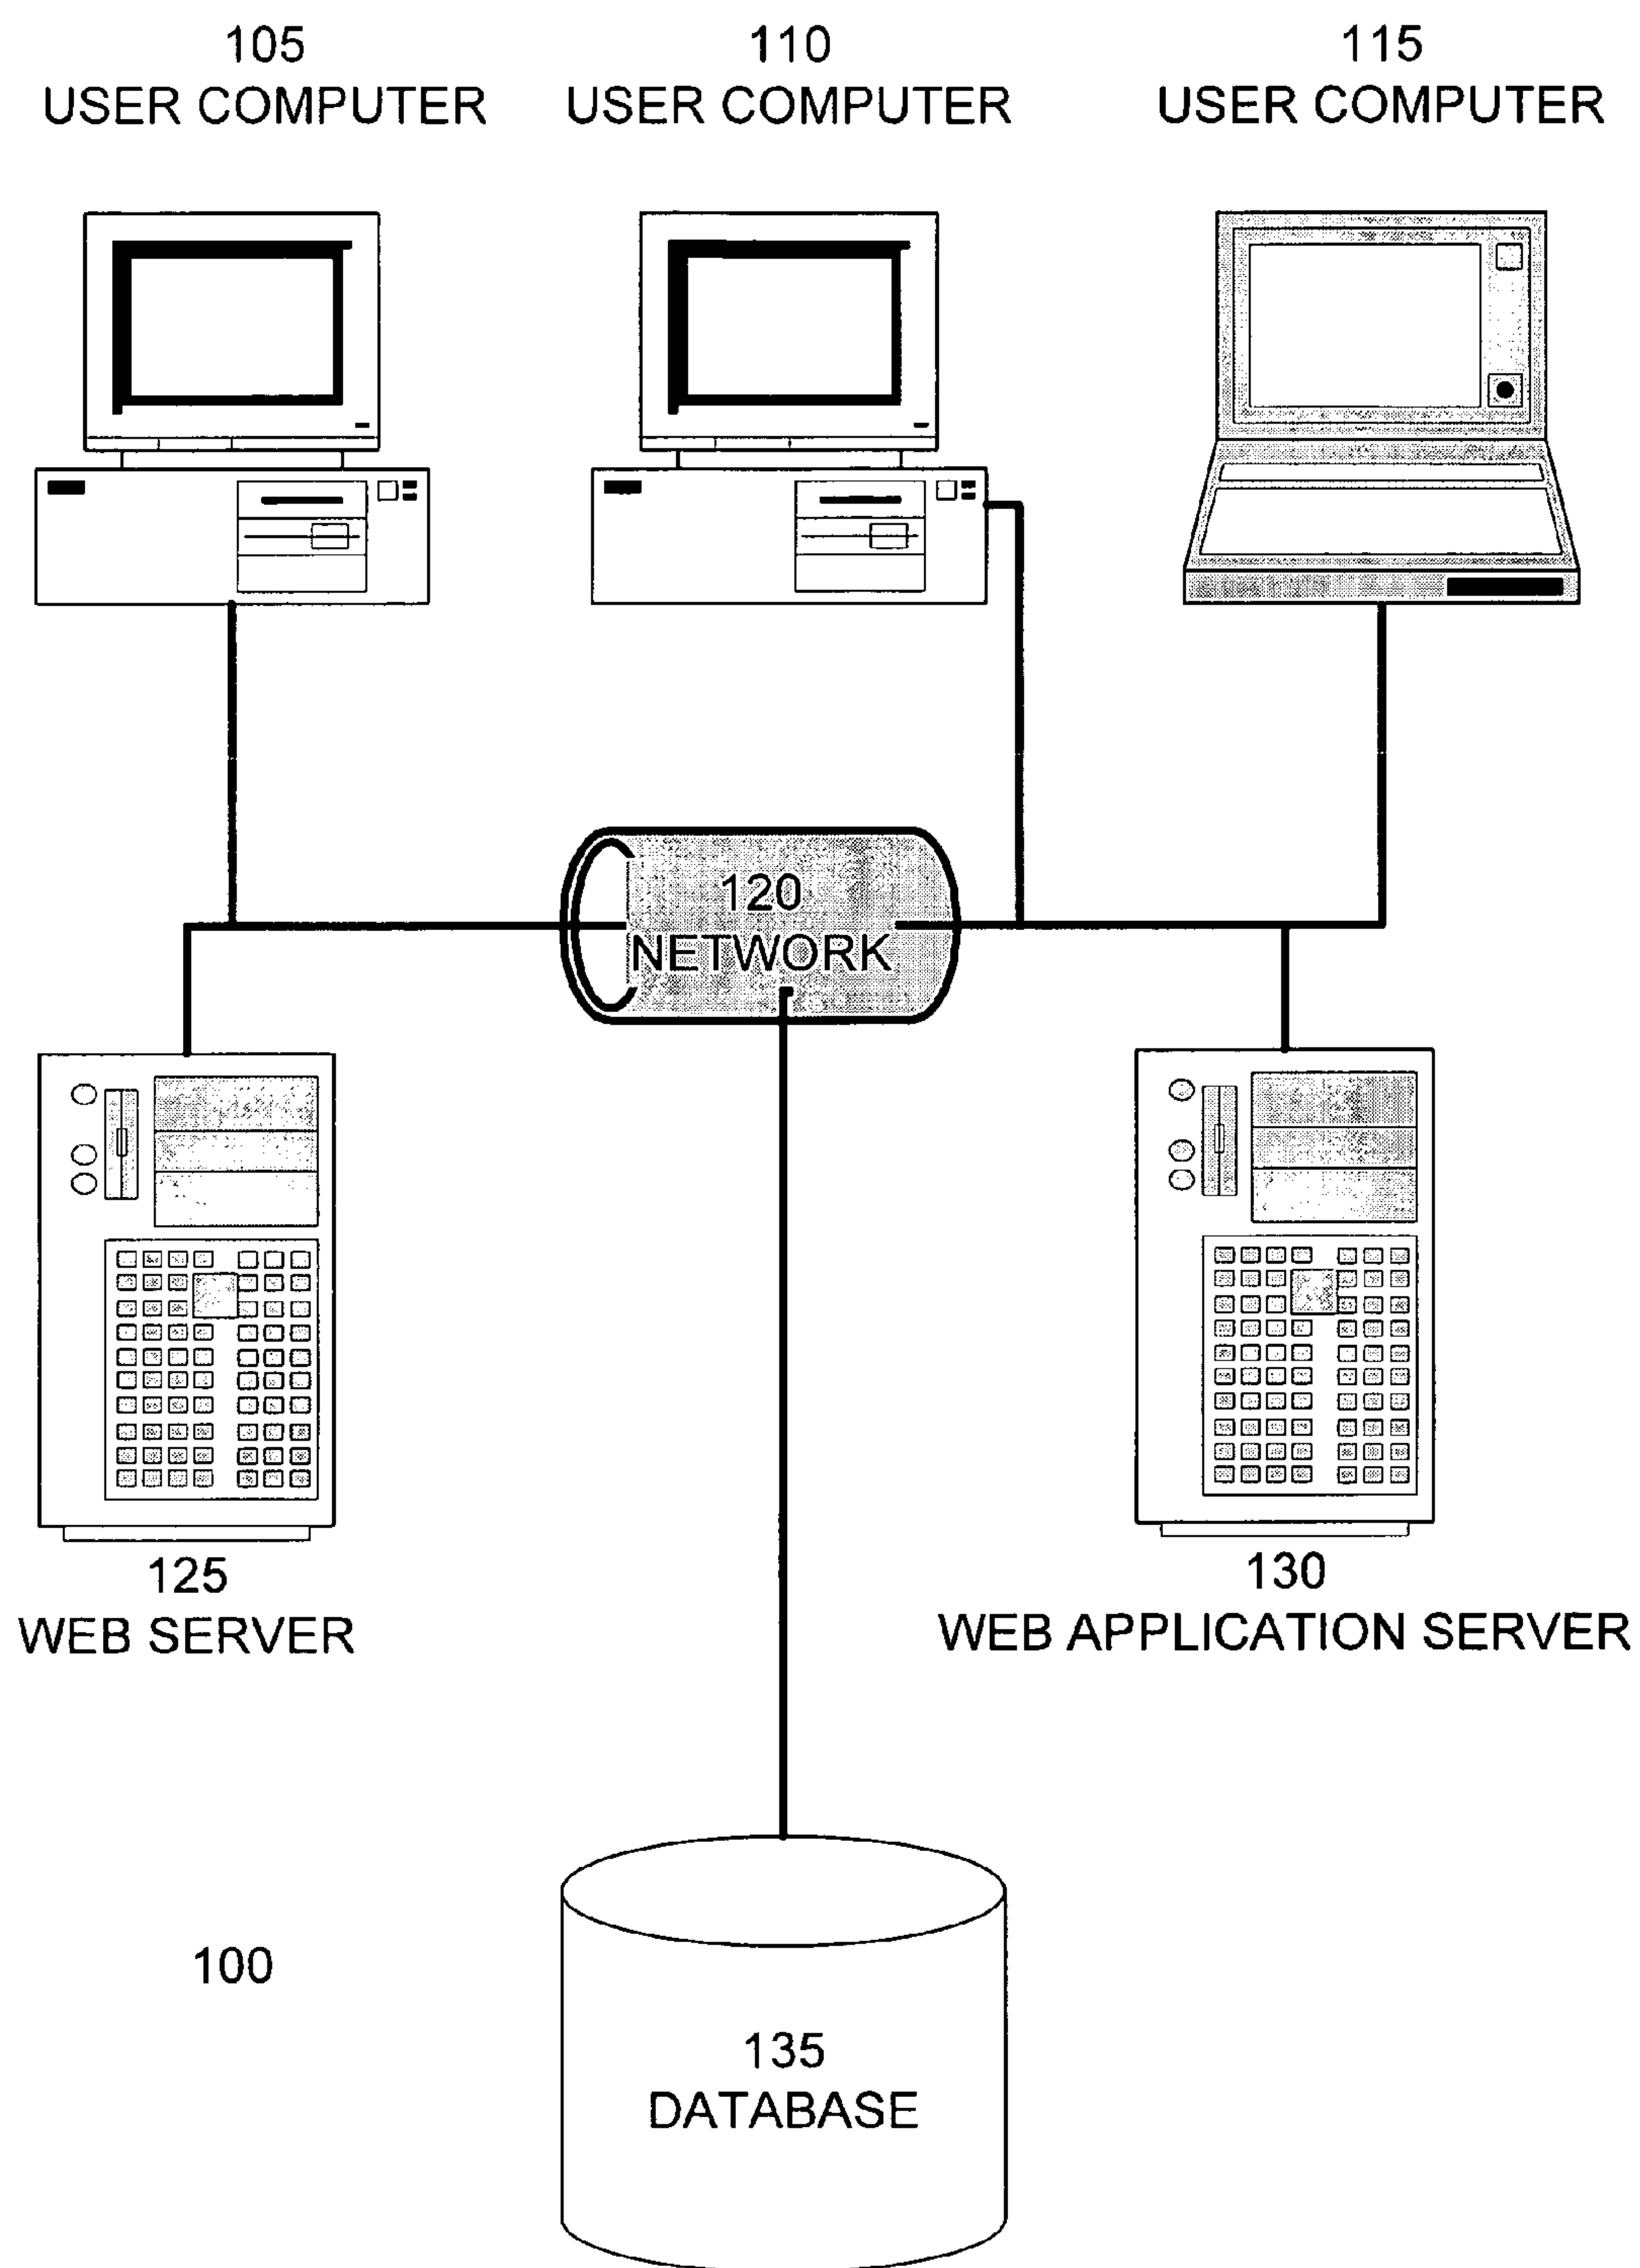 105
USER COMPUTER
110
USER COMPUTER
115
USER COMPUTER
120
NETWORK
125
WEB SERVER
130
WEB APPLICATION SERVER
100
135
DATABASE